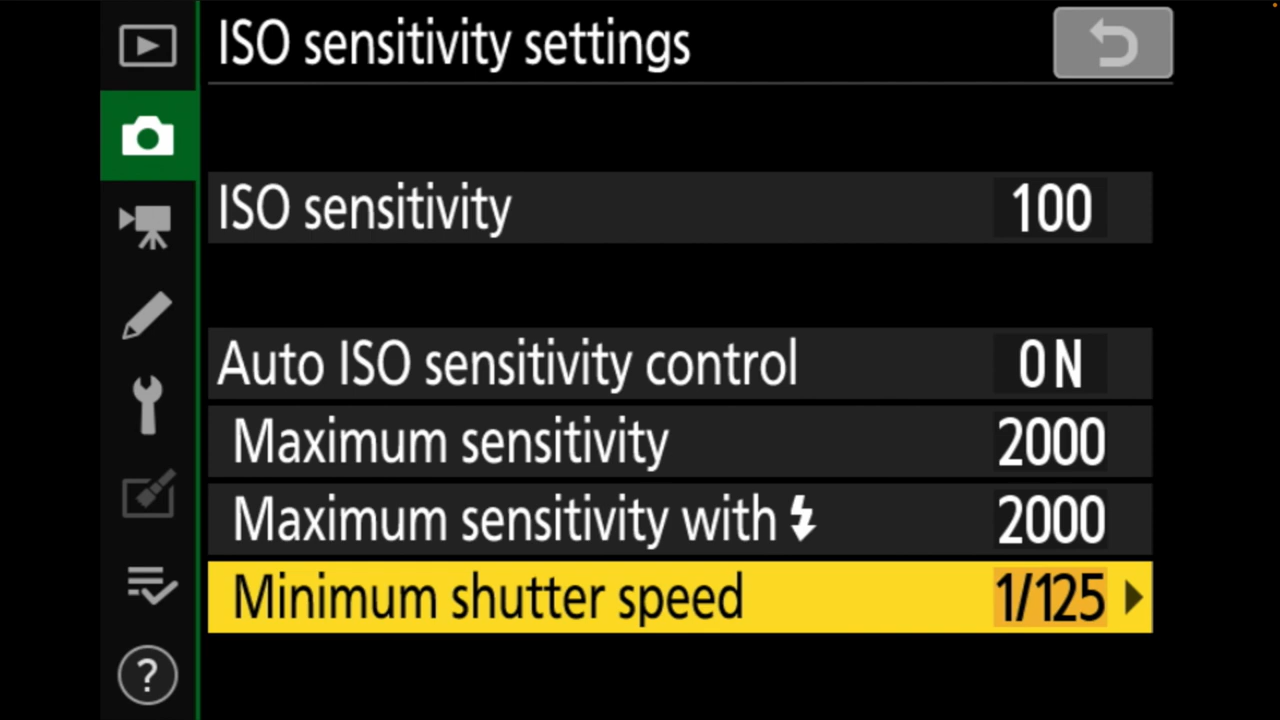 ISO sensitivity settings
ISO sensitivity 100
Auto ISO sensitivity control ON
Maximum sensitivity 2000
Maximum sensitivity with 2000
Minimum shutter speed 1/125
?